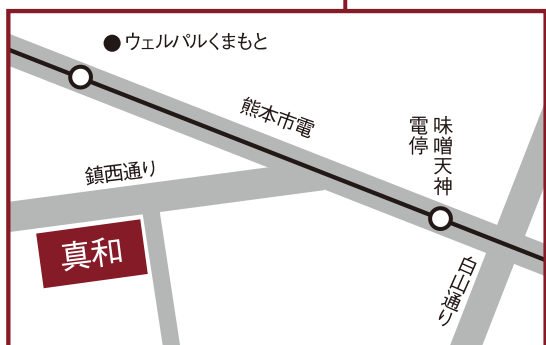 ウェルパルくまもと
熊本市電
味噌天神
電停
鎮西通り
真和
白山通り